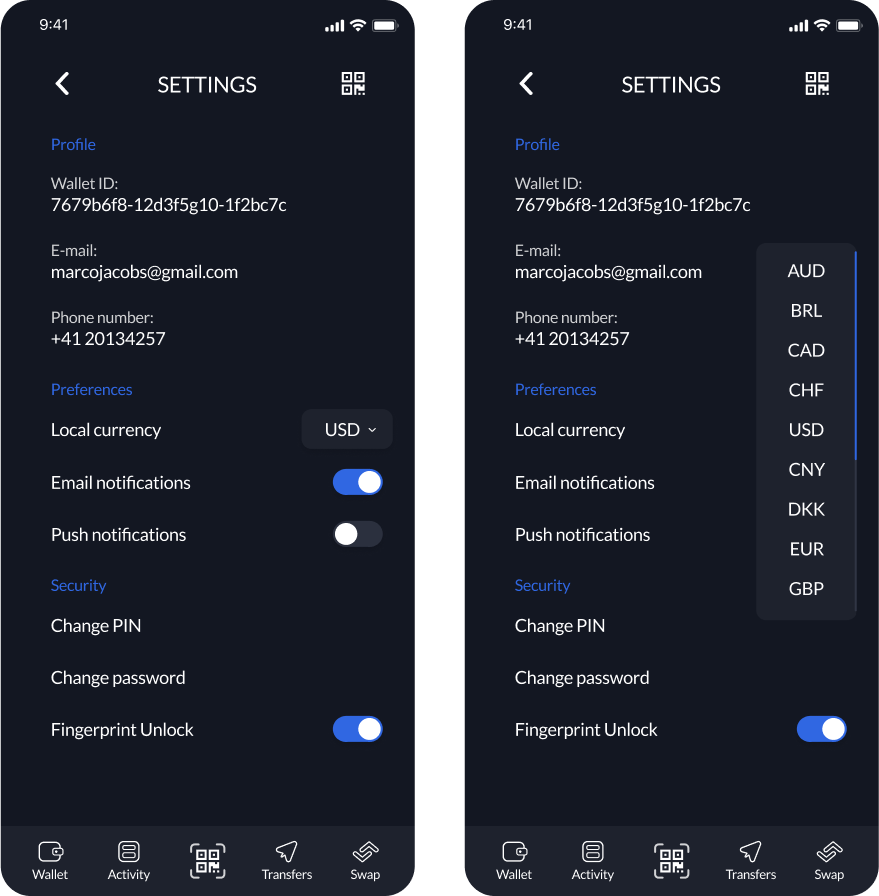 9:41
SETTINGS
Profile
Wallet ID:
7679b6f8-12d3f5g10-1f2bc7c
E-mail:
marcojacobs@gmail.com
Phone number:
+41 20134257
Preferences
Local currency
USD
Email notifications
Push notifications
Security
Change PIN
Change password
Fingerprint Unlock
Wallet
Activity
Transfers
Swap
9:41
SETTINGS
Profile
Wallet ID:
7679b6f8-12d3f5g10-1f2bc7c
E-mail:
marcojacobs@gmail.com
Phone number:
+41 20134257
Preferences
Local currency
Email notifications
Push notifications
Security
Change PIN
Change password
Fingerprint Unlock
AUD
BRL
CAD
CHF
USD
CNY
DKK
EUR
GBP
Wallet
Activity
Transfers
Swap